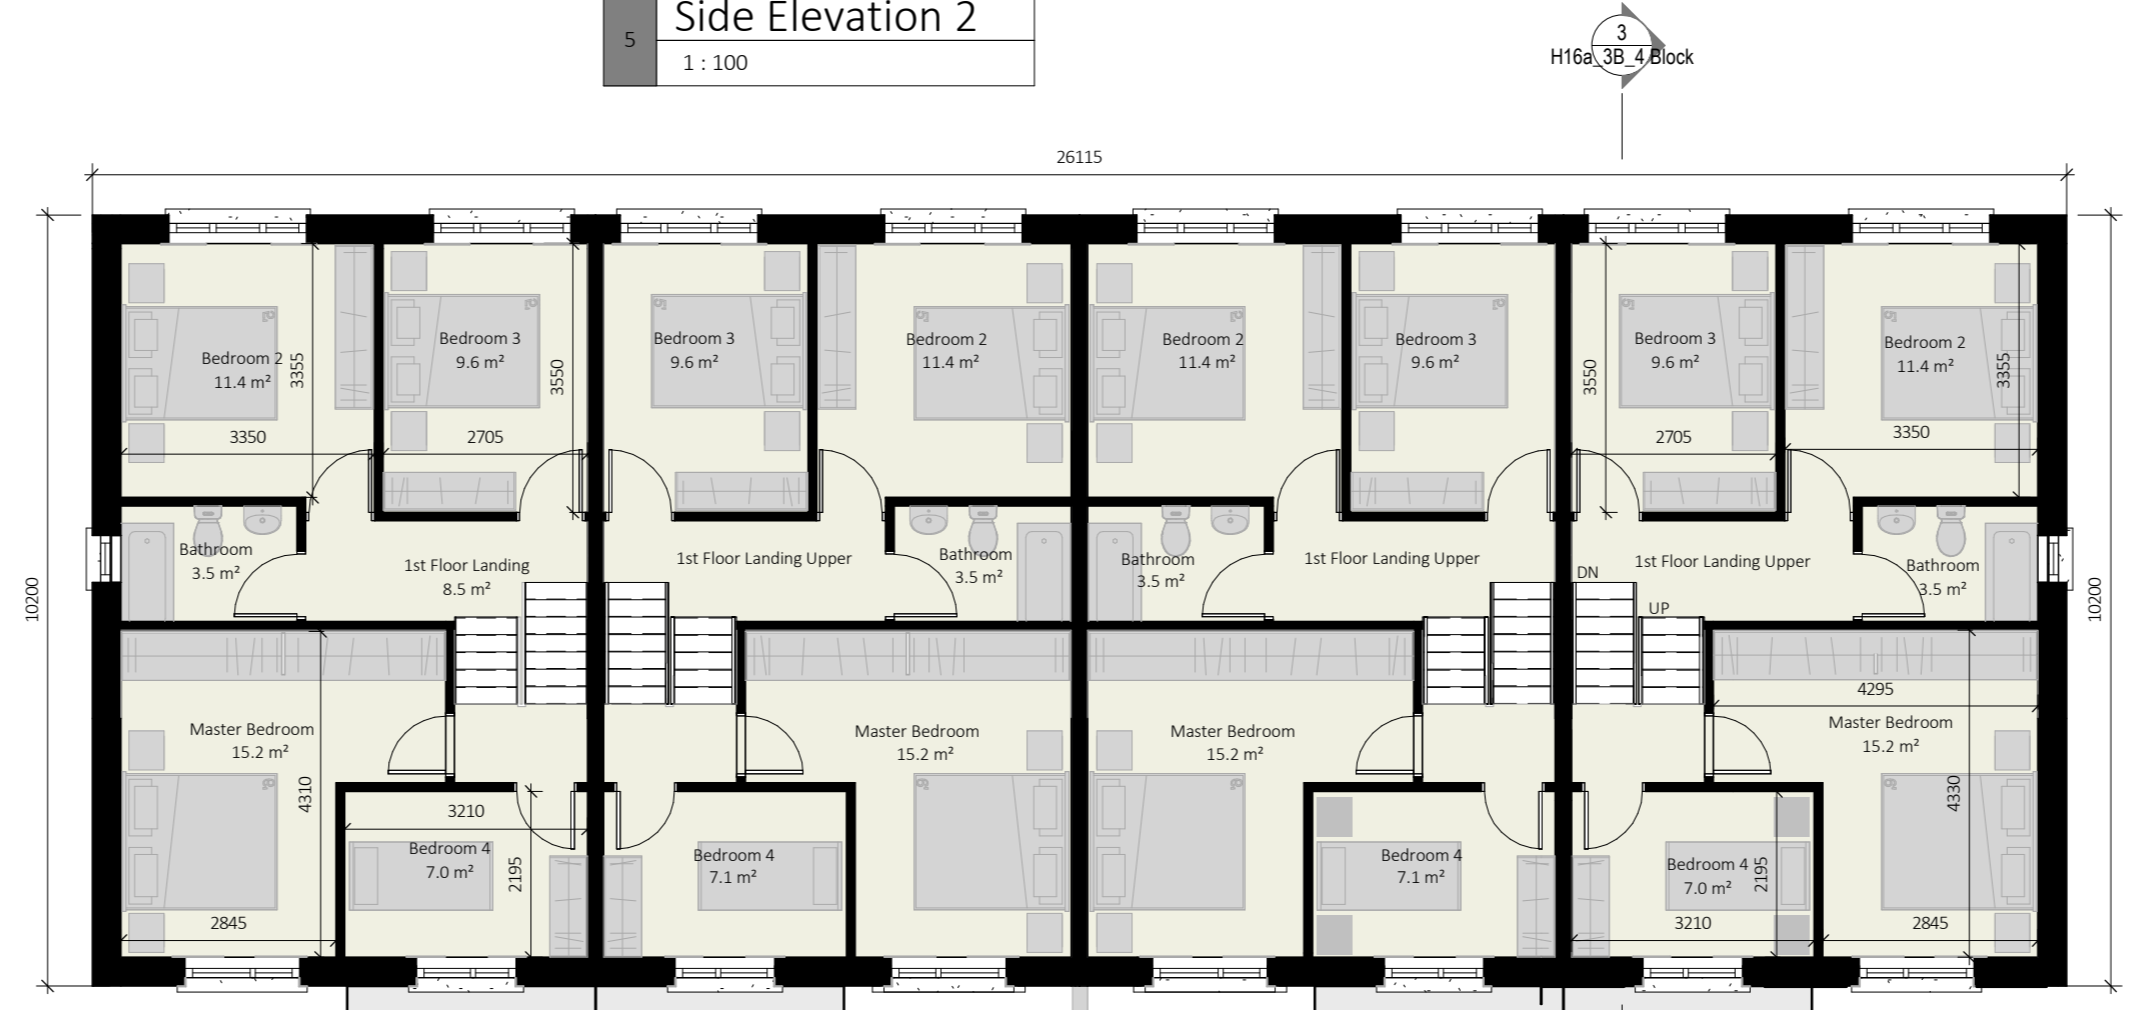 5
Side Elevation 2
1 : 100
3
H16a_3B_4 Block
26115
10200
10200
Bedroom 2
11.4 m²
3355
3350
Bedroom 3
9.6 m²
3550
2705
Bedroom 3
9.6 m²
Bedroom 2
11.4 m²
Bedroom 2
11.4 m²
Bedroom 3
9.6 m²
Bedroom 3
9.6 m²
3550
2705
Bedroom 2
11.4 m²
3355
3350
Bathroom
3.5 m²
1st Floor Landing
8.5 m²
1st Floor Landing Upper
Bathroom
3.5 m²
Bathroom
3.5 m²
1st Floor Landing Upper
1st Floor Landing Upper
DN
UP
Bathroom
3.5 m²
Master Bedroom
15.2 m²
4310
2845
3210
Bedroom 4
7.0 m²
2195
Bedroom 4
7.1 m²
Master Bedroom
15.2 m²
Master Bedroom
15.2 m²
Bedroom 4
7.1 m²
Bedroom 4
7.0 m²
2195
3210
4295
Master Bedroom
15.2 m²
4330
2845